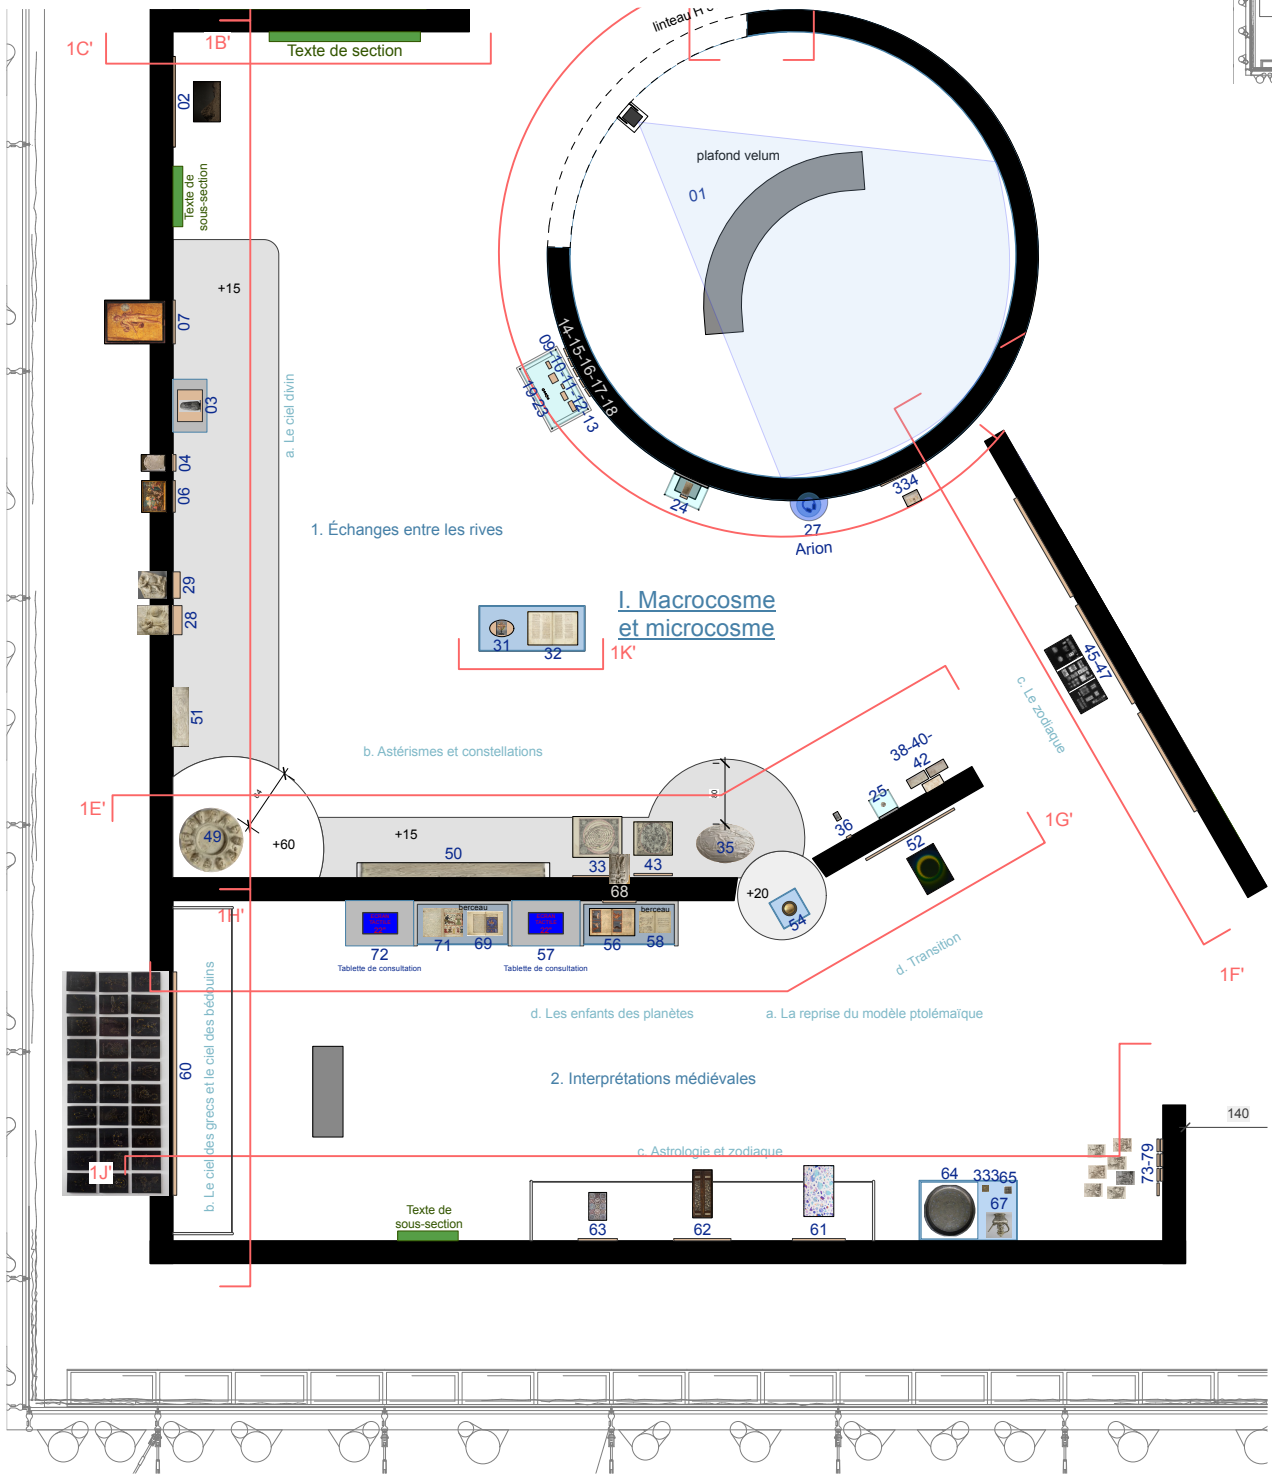 linteau H
1C'
1B'
Texte de section
02
Texte de
sous-section
plafond velum
01
+15
07
a. Le ciel divin
03
14-15-16-17-18
09-10-11-12-13
19-23
04
06
24
334
27
Arion
1. Échanges entre les rives
29
28
I. Macrocosme
et microcosme
31
32
1K'
45-47
c. Le zodiaque
51
b. Astérismes et constellations
38-40-
42
25
36
1E'
49
+60
+15
50
33
43
35
68
52
1G'
+20
54
1H'
berceau
berceau
72
71
69
57
56
58
Tablette de consultation
Tablette de consultation
d. Transition
1F'
b. Le ciel des grecs et le ciel des bédouins
60
d. Les enfants des planètes
a. La reprise du modèle ptolémaïque
2. Interprétations médiévales
140
c. Astrologie et zodiaque
1J'
73-79
64
333
65
67
63
62
61
Texte de
sous-section